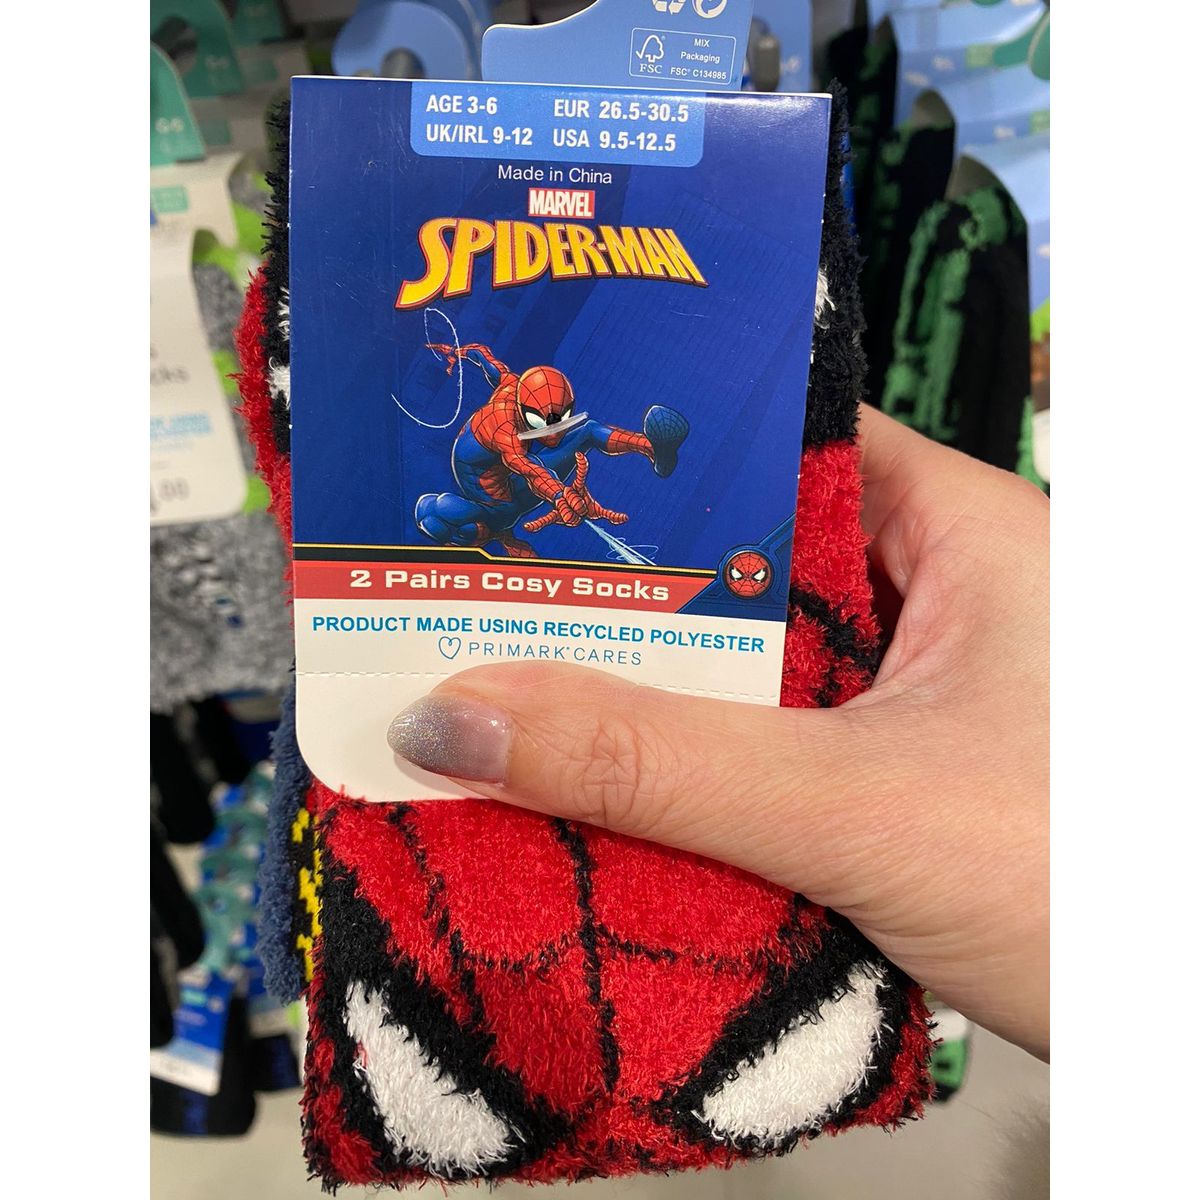 MIX
Packaging
FSC
FSC® C134985
AGE 3-6 EUR 26.5-30.5
UK/IRL 9-12 USA 9.5-12.5
Made in China
MARVEL
SPIDER-MAN
2 Pairs Cosy Socks
PRODUCT MADE USING RECYCLED POLYESTER
PRIMARK® CARES